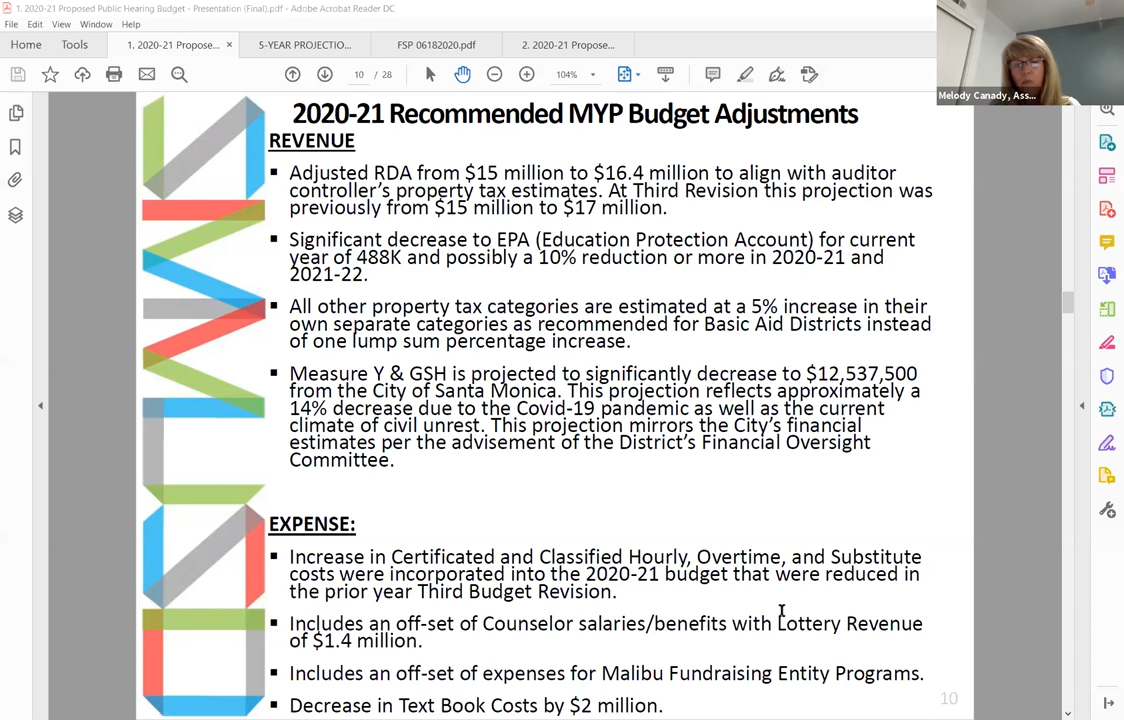 1. 2020-21 Proposed Public Hearing Budget - Presentation (Final).pdf - Adobe Acrobat Reader DC
File Edit View Window Help
Home Tools 1. 2020-21 Propose... × 5-YEAR PROJECTIO... FSP 06182020.pdf 2. 2020-21 Propose...
10 / 28 104%
Melody Canady, Ass...
2020-21 Recommended MYP Budget Adjustments
REVENUE
▪ Adjusted RDA from $15 million to $16.4 million to align with auditor
controller's property tax estimates. At Third Revision this projection was
previously from $15 million to $17 million.
▪ Significant decrease to EPA (Education Protection Account) for current
year of 488K and possibly a 10% reduction or more in 2020-21 and
2021-22.
▪ All other property tax categories are estimated at a 5% increase in their
own separate categories as recommended for Basic Aid Districts instead
of one lump sum percentage increase.
▪ Measure Y & GSH is projected to significantly decrease to $12,537,500
from the City of Santa Monica. This projection reflects approximately a
14% decrease due to the Covid-19 pandemic as well as the current
climate of civil unrest. This projection mirrors the City's financial
estimates per the advisement of the District's Financial Oversight
Committee.
EXPENSE:
▪ Increase in Certificated and Classified Hourly, Overtime, and Substitute
costs were incorporated into the 2020-21 budget that were reduced in
the prior year Third Budget Revision.
▪ Includes an off-set of Counselor salaries/benefits with Lottery Revenue
of $1.4 million.
▪ Includes an off-set of expenses for Malibu Fundraising Entity Programs.
▪ Decrease in Text Book Costs by $2 million.
10